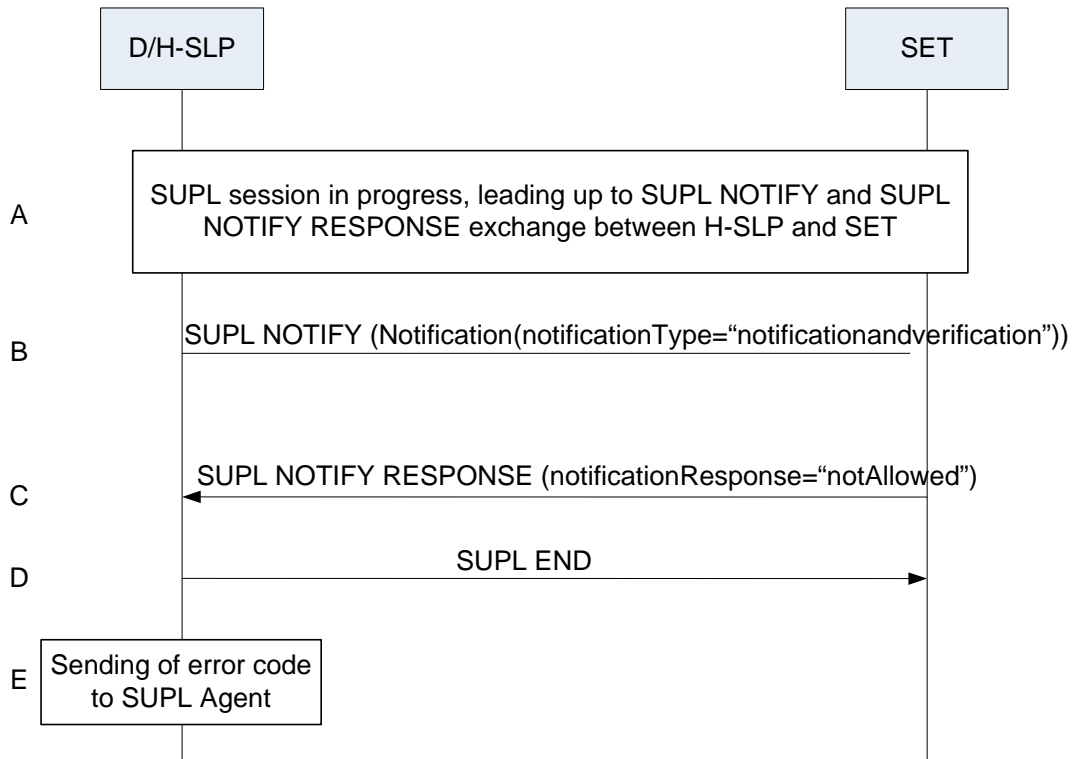 D/H-SLP
SET
A
SUPL session in progress, leading up to SUPL NOTIFY and SUPL
NOTIFY RESPONSE exchange between H-SLP and SET
B
SUPL NOTIFY (Notification(notificationType=“notificationandverification”))
C
SUPL NOTIFY RESPONSE (notificationResponse=“notAllowed”)
D
SUPL END
E
Sending of error code
to SUPL Agent